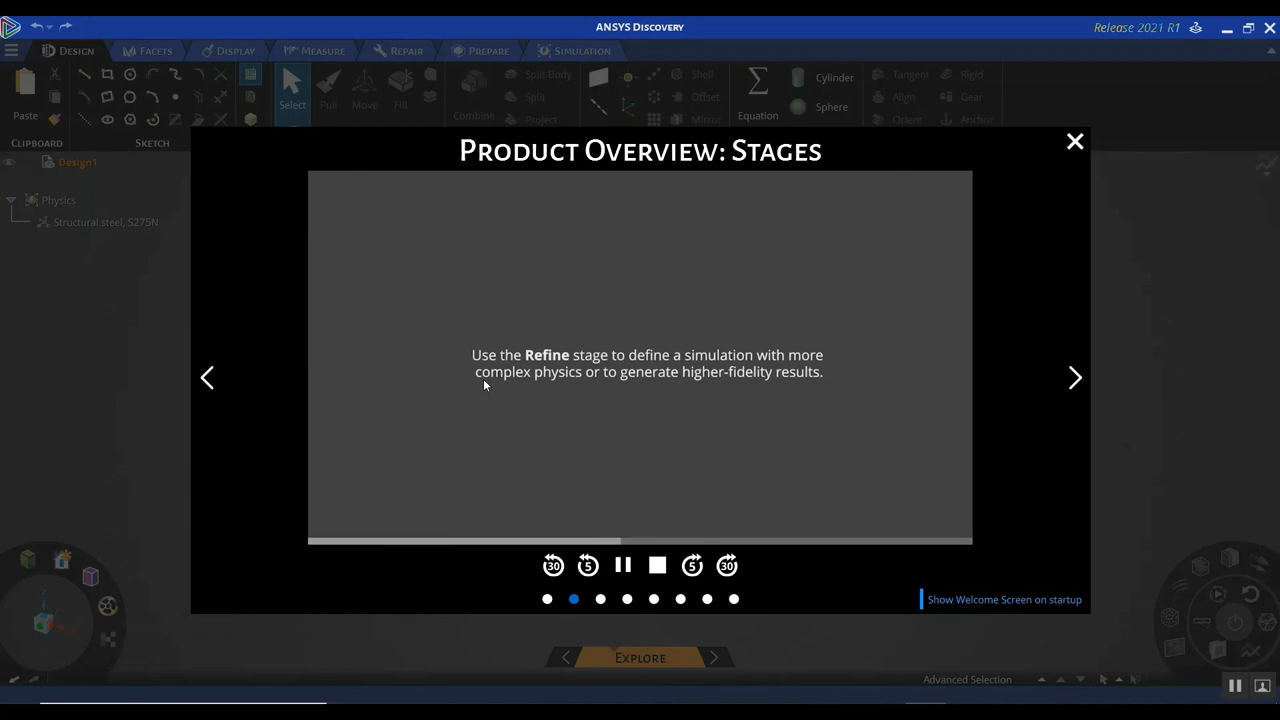 ANSYS Discovery
Release 2021 R1
Design
Facets
Display
Measure
Repair
Prepare
Simulation
Paste
Select
Pull
Move
Fill
Combine
Split Body
Split
Project
Shell
Offset
Mirror
Equation
Cylinder
Sphere
Tangent
Rigid
Align
Gear
Orient
Anchor
Clipboard
Sketch
Design1
Physics
Structural steel, S275N
Product Overview: Stages
Use the Refine stage to define a simulation with more
complex physics or to generate higher-fidelity results.
30
5
5
30
Show Welcome Screen on startup
Z
Explore
Advanced Selection